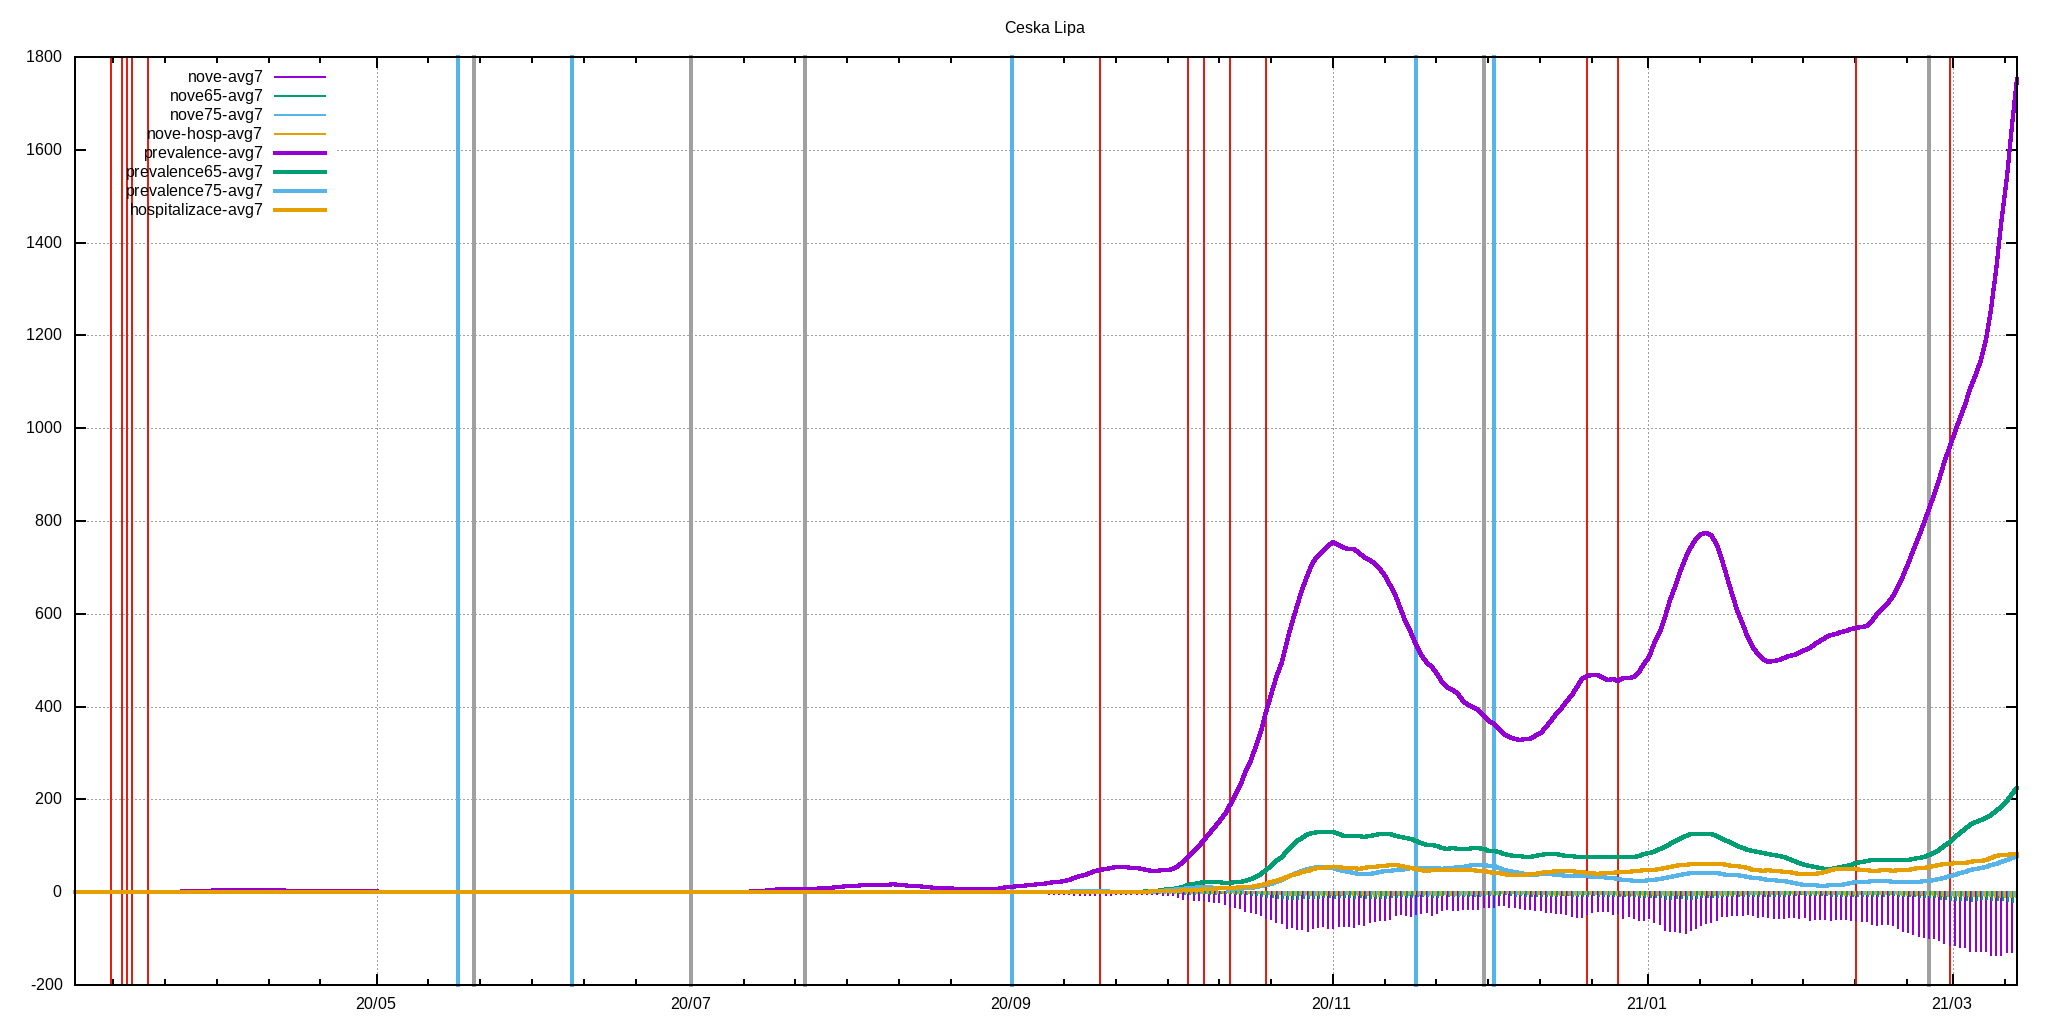 Ceska Lipa
1800
1600
1400
1200
1000
800
600
400
200
0
-200
nove-avg7
nove65-avg7
nove75-avg7
nove-hosp-avg7
prevalence-avg7
prevalence65-avg7
prevalence75-avg7
hospitalizace-avg7
20/05 20/07 20/09 20/11 21/01 21/03